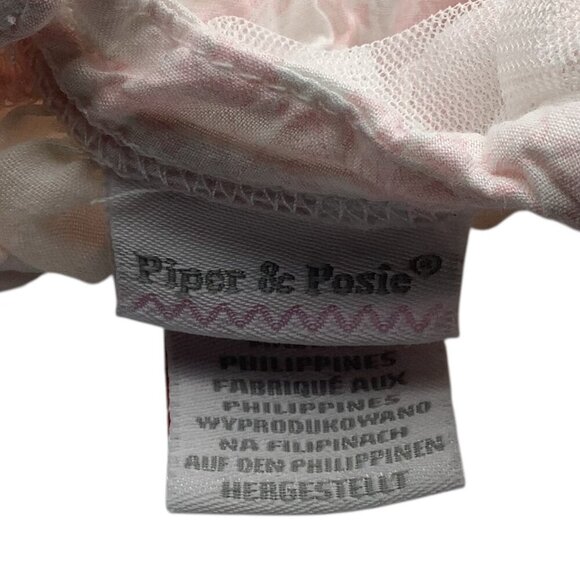 Piper & Posie®
PHILIPPINES
FABRIQUÉ AUX
PHILIPPINES
WYPRODUKOWANO
NA FILIPINACH
AUF DEN PHILIPPINEN
HERGESTELLT